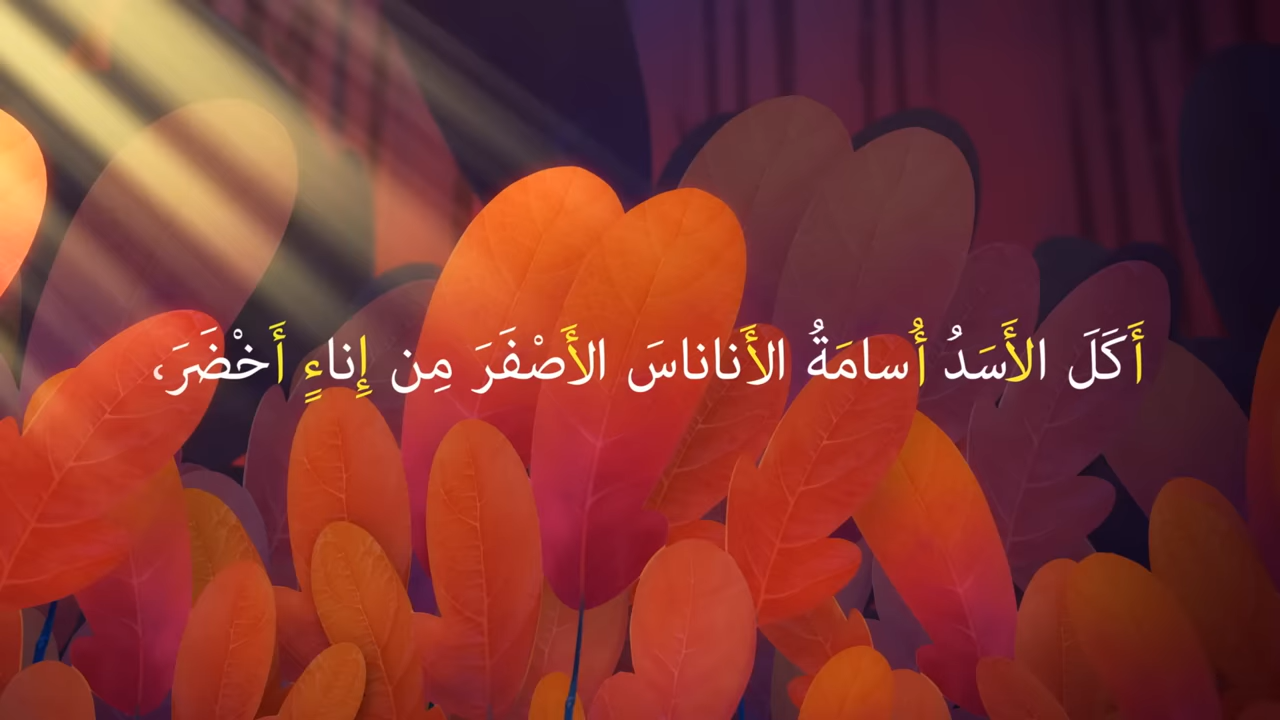 أَكَلَ الأَسَدُ أُسامَةُ الأَناناسَ الأَصْفَرَ مِن إِناءٍ أَخْضَرَ،